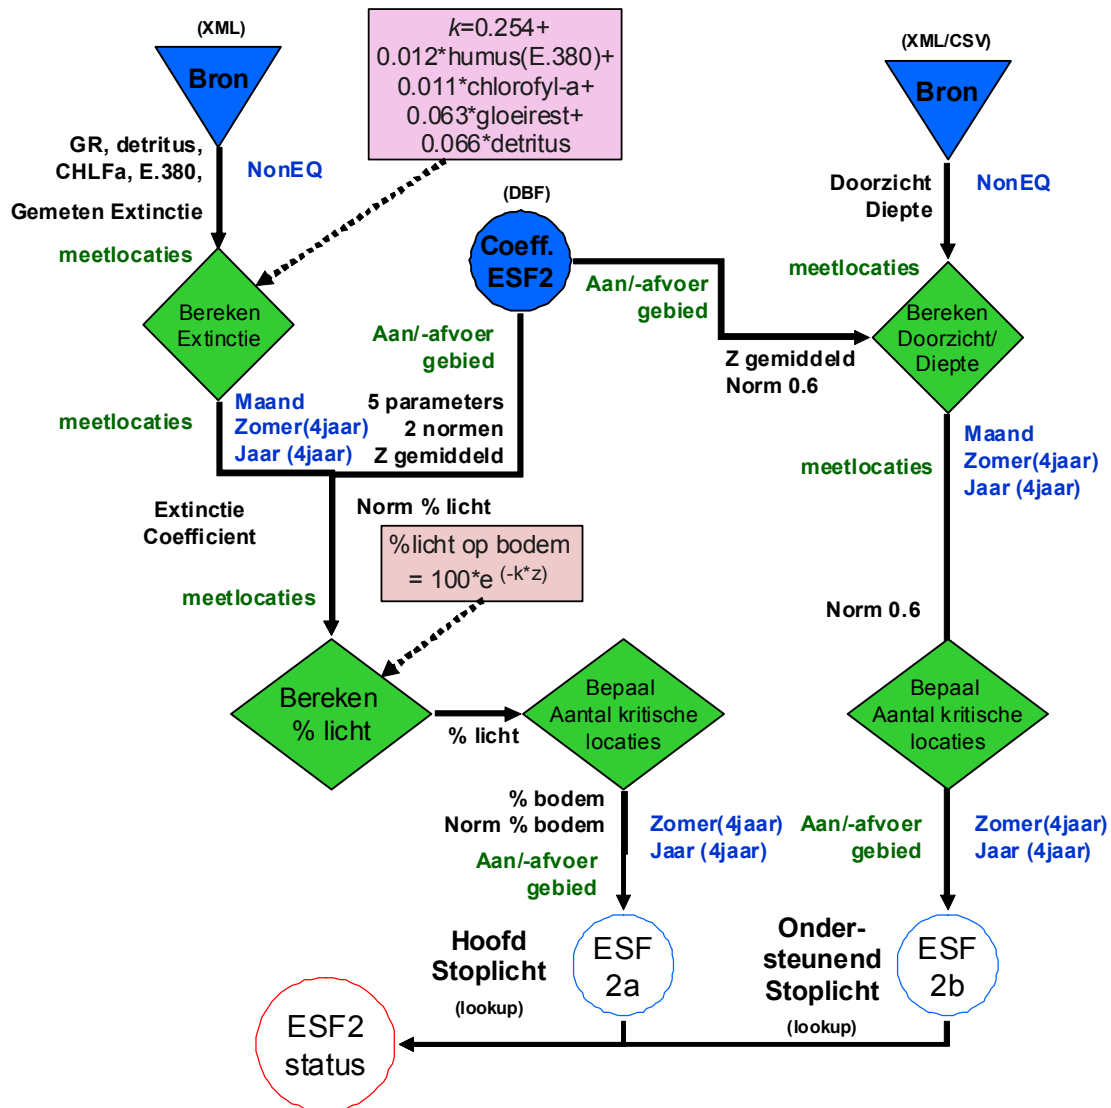 (XML)
Bron
GR, detritus,
CHLFa, E.380,
NonEQ
Gemeten Extinctie
meetlocaties
Bereken
Extinctie
k=0.254+
0.012*humus(E.380)+
0.011*chlorofyl-a+
0.063*gloeirest+
0.066*detritus
(DBF)
Coeff.
ESF2
Aan/-afvoer
gebied
5 parameters
2 normen
Z gemiddeld
Aan/-afvoer
gebied
Z gemiddeld
Norm 0.6
(XML/CSV)
Bron
Doorzicht
Diepte
NonEQ
meetlocaties
Bereken
Doorzicht/
Diepte
meetlocaties
Maand
Zomer(4jaar)
Jaar (4jaar)
Extinctie
Coefficient
Norm % licht
%licht op bodem
= 100*e (-k*z)
meetlocaties
Bereken
% licht
% licht
Bepaal
Aantal kritische
locaties
% bodem
Norm % bodem
Zomer(4jaar)
Jaar (4jaar)
Aan/-afvoer
gebied
Hoofd
Stoplicht
(lookup)
ESF
2a
meetlocaties
Maand
Zomer(4jaar)
Jaar (4jaar)
Norm 0.6
Bepaal
Aantal kritische
locaties
Aan/-afvoer
gebied
Zomer(4jaar)
Jaar (4jaar)
Onder-
steunend
Stoplicht
(lookup)
ESF
2b
ESF2
status